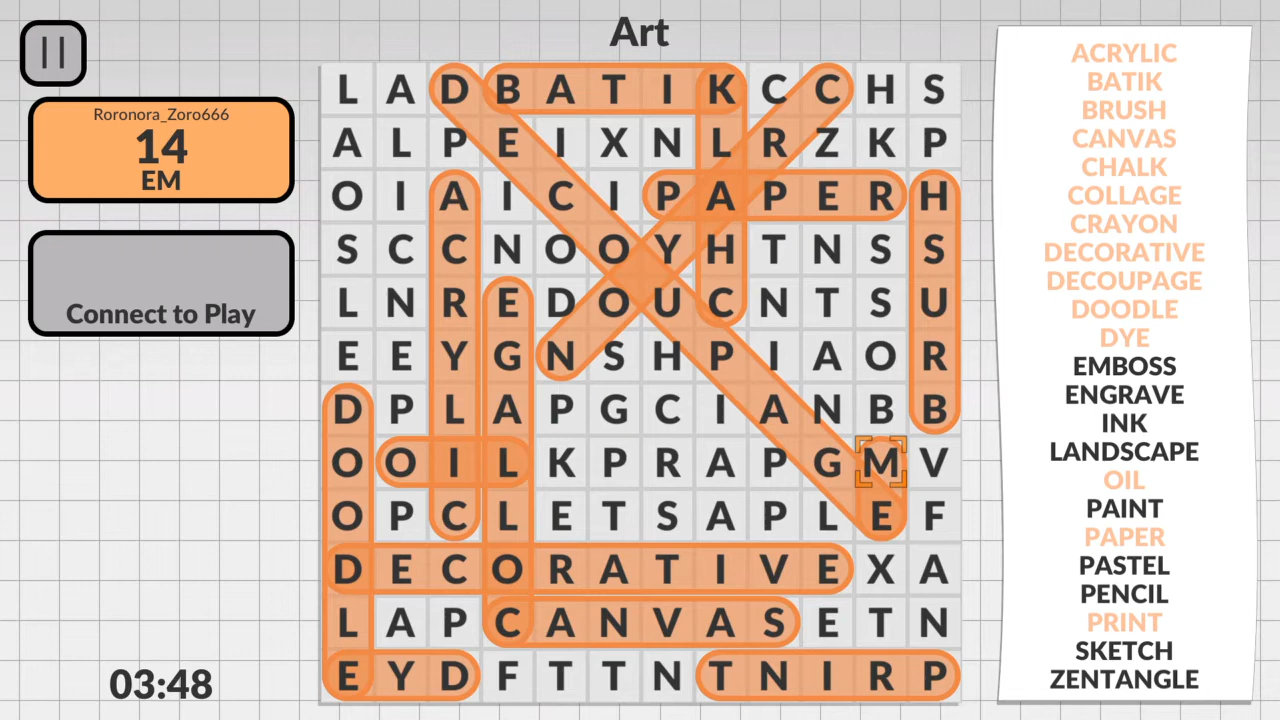 Art
Roronora_Zoro666
14
EM
Connect to Play
03:48
L A D B A T I K C C H S
A L P E I X N L R Z K P
O I A I C I P A P E R H
S C C N O O Y H T N S S
L N R E D O U C N T S U
E E Y G N S H P I A O R
D P L A P G C I A N B B
O O I L K P R A P G M V
O P C L E T S A P L E F
D E C O R A T I V E X A
L A P C A N V A S E T N
E Y D F T T N T N I R P
ACRYLIC
BATIK
BRUSH
CANVAS
CHALK
COLLAGE
CRAYON
DECORATIVE
DECOUPAGE
DOODLE
DYE
EMBOSS
ENGRAVE
INK
LANDSCAPE
OIL
PAINT
PAPER
PASTEL
PENCIL
PRINT
SKETCH
ZENTANGLE